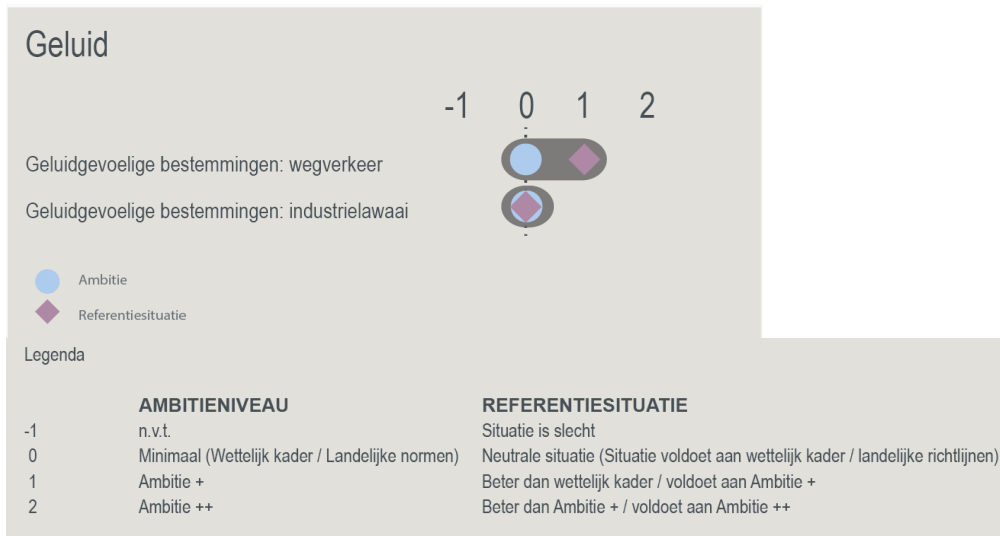 Geluid
-1 0 1 2
Geluidgevoelige bestemmingen: wegverkeer
Geluidgevoelige bestemmingen: industrielawaai
Ambitie
Referentiesituatie
Legenda
AMBITIENIVEAU REFERENTIESITUATIE
-1 n.v.t. Situatie is slecht
0 Minimaal (Wettelijk kader / Landelijke normen) Neutrale situatie (Situatie voldoet aan wettelijk kader / landelijke richtlijnen)
1 Ambitie + Beter dan wettelijk kader / voldoet aan Ambitie +
2 Ambitie ++ Beter dan Ambitie + / voldoet aan Ambitie ++